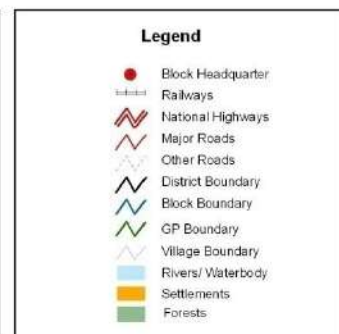 Legend
Block Headquarter
Railways
National Highways
Major Roads
Other Roads
District Boundary
Block Boundary
GP Boundary
Village Boundary
Rivers/ Waterbody
Settlements
Forests